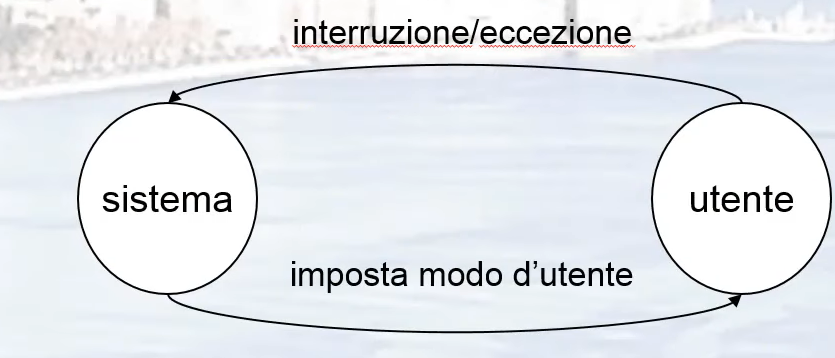 interruzione/eccezione
sistema
utente
imposta modo d’utente